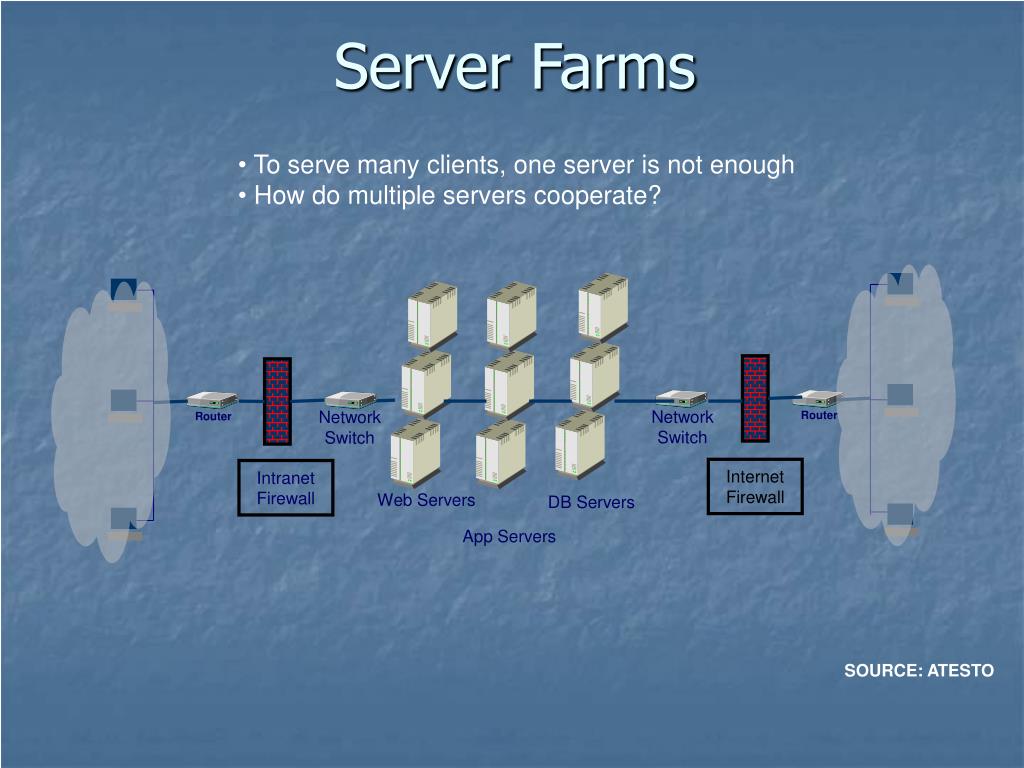 Server Farms
• To serve many clients, one server is not enough
• How do multiple servers cooperate?
Router
Network
Switch
Network
Switch
Router
Intranet
Firewall
Internet
Firewall
Web Servers
DB Servers
App Servers
SOURCE: ATESTO